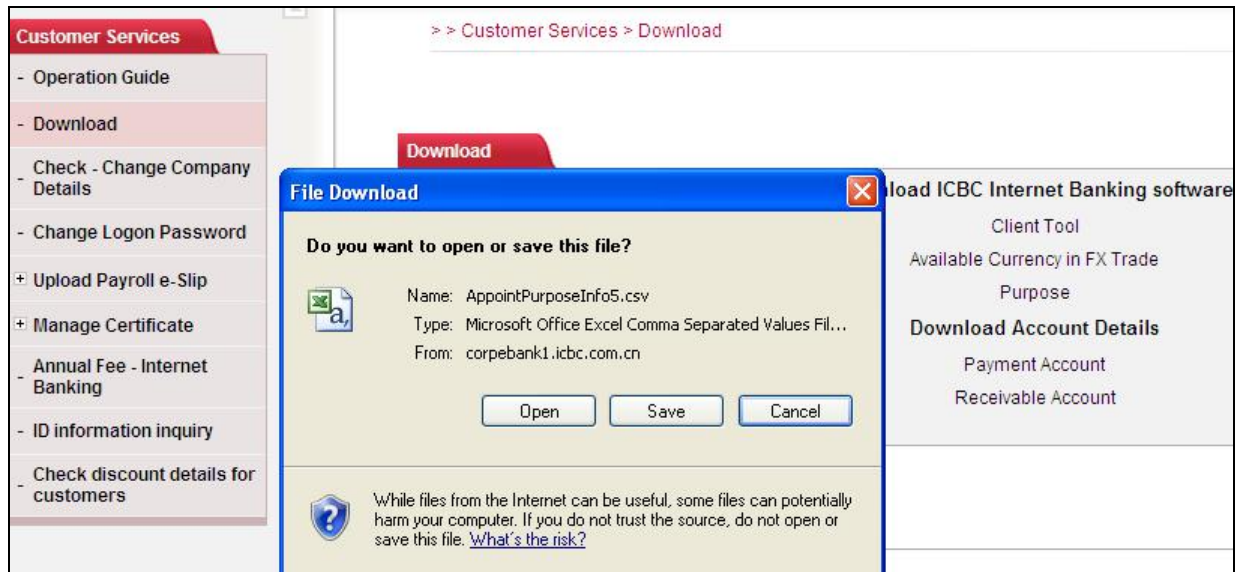 Customer Services
- Operation Guide
- Download
- Check - Change Company
Details
- Change Logon Password
+ Upload Payroll e-Slip
+ Manage Certificate
- Annual Fee - Internet
Banking
- ID information inquiry
- Check discount details for
customers
> > Customer Services > Download
Download
File Download
Do you want to open or save this file?
Name: AppointPurposeInfo5.csv
Type: Microsoft Office Excel Comma Separated Values Fil...
From: corpebank1.icbc.com.cn
Open Save Cancel
While files from the Internet can be useful, some files can potentially
harm your computer. If you do not trust the source, do not open or
save this file. What's the risk?
ICBC Internet Banking software
Client Tool
Available Currency in FX Trade
Purpose
Download Account Details
Payment Account
Receivable Account